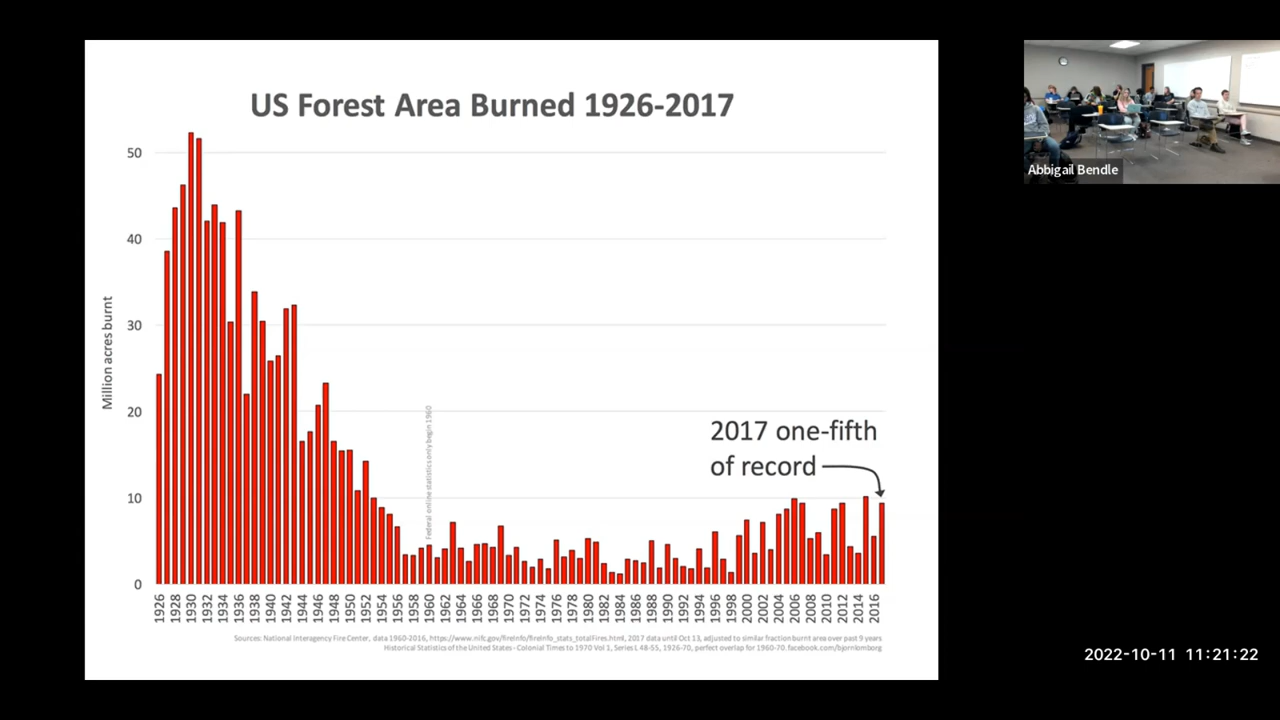 US Forest Area Burned 1926-2017
50
40
30
20
10
0
Million acres burnt
Federal online statistics only begin 1960
2017 one-fifth
of record
1926 1928 1930 1932 1934 1936 1938 1940 1942 1944 1946 1948 1950 1952 1954 1956 1958 1960 1962 1964 1966 1968 1970 1972 1974 1976 1978 1980 1982 1984 1986 1988 1990 1992 1994 1996 1998 2000 2002 2004 2006 2008 2010 2012 2014 2016
Sources: National Interagency Fire Center, data 1960-2016, https://www.nifc.gov/fireInfo/fireInfo_stats_totalFires.html, 2017 data until Oct 13, adjusted to similar fraction burnt area over past 9 years
Historical Statistics of the United States - Colonial Times to 1970 Vol 1, Series L 48-55, 1926-70, perfect overlap for 1960-70. facebook.com/bjornlomborg
Abbigail Bendle
2022-10-11 11:21:22